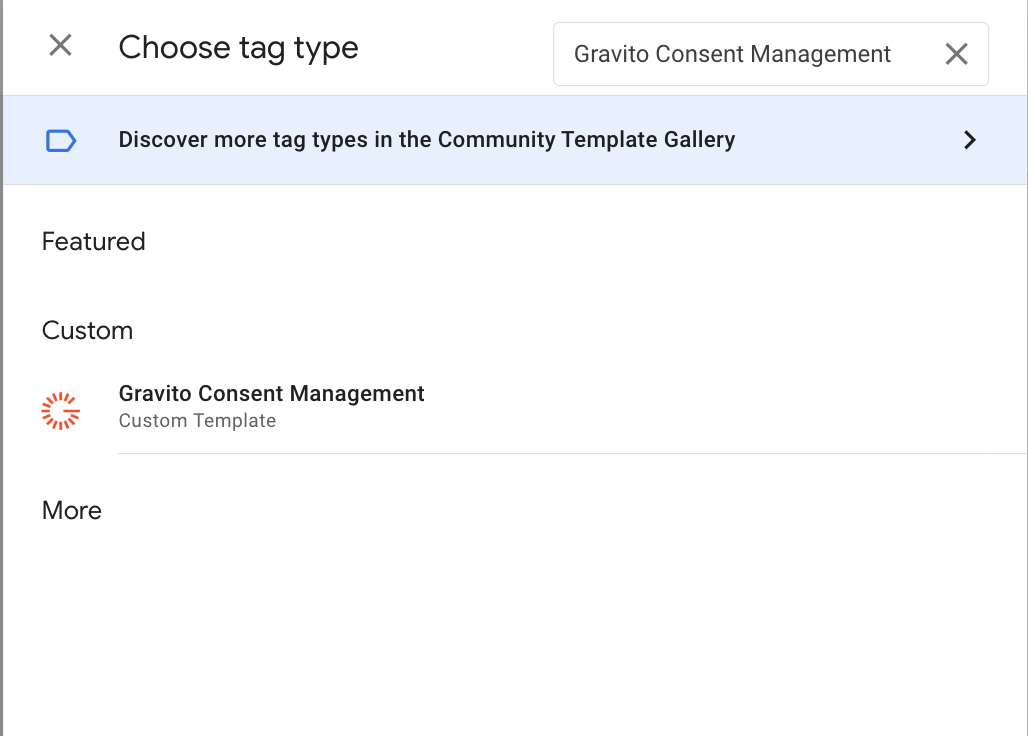 Choose tag type
Gravito Consent Management
Discover more tag types in the Community Template Gallery
Featured
Custom
Gravito Consent Management
Custom Template
More